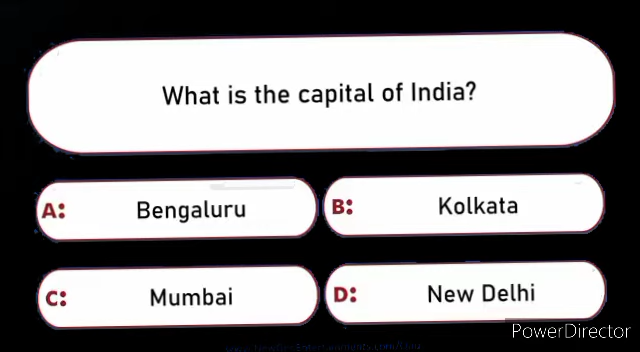 What is the capital of India?
A: Bengaluru
B: Kolkata
C: Mumbai
D: New Delhi
PowerDirector